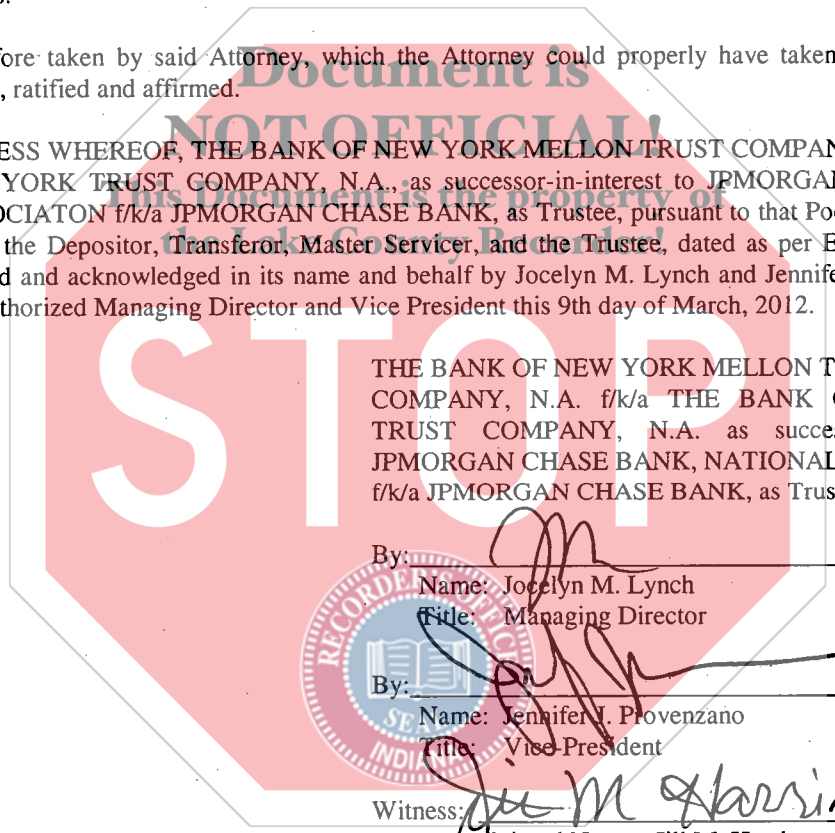 fore taken by said Attorney, which the Attorney could properly have taken
, ratified and affirmed.
Document is
NOT OFFICIAL!
This Document is the property of
the Lake County Recorder!
STOP
ESS WHEREOF, THE BANK OF NEW YORK MELLON TRUST COMPAN
YORK TRUST COMPANY, N.A., as successor-in-interest to JPMORGA
OCIATON f/k/a JPMORGAN CHASE BANK, as Trustee, pursuant to that Po
the Depositor, Transferor, Master Servicer, and the Trustee, dated as per E
d and acknowledged in its name and behalf by Jocelyn M. Lynch and Jennife
thorized Managing Director and Vice President this 9th day of March, 2012.
THE BANK OF NEW YORK MELLON T
COMPANY, N.A. f/k/a THE BANK
TRUST COMPANY, N.A. as succes
JPMORGAN CHASE BANK, NATIONAL
f/k/a JPMORGAN CHASE BANK, as Trus
By:
Name: Jocelyn M. Lynch
Title: Managing Director
By:
Name: Jennifer J. Provenzano
Title: Vice President
RECORDER'S OFFICE
SEAL
INDIANA
Witness: